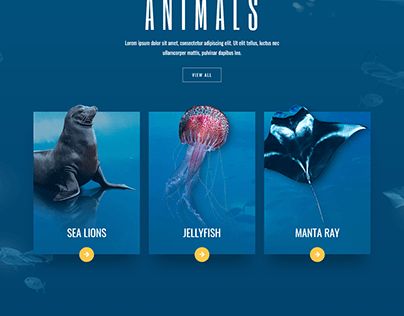 ANIMALS
Lorem ipsum dolor sit amet, consectetur adipiscing elit. Ut elit tellus, luctus nec
ullamcorper mattis, pulvinar dapibus leo.
VIEW ALL
SEA LIONS
JELLYFISH
MANTA RAY